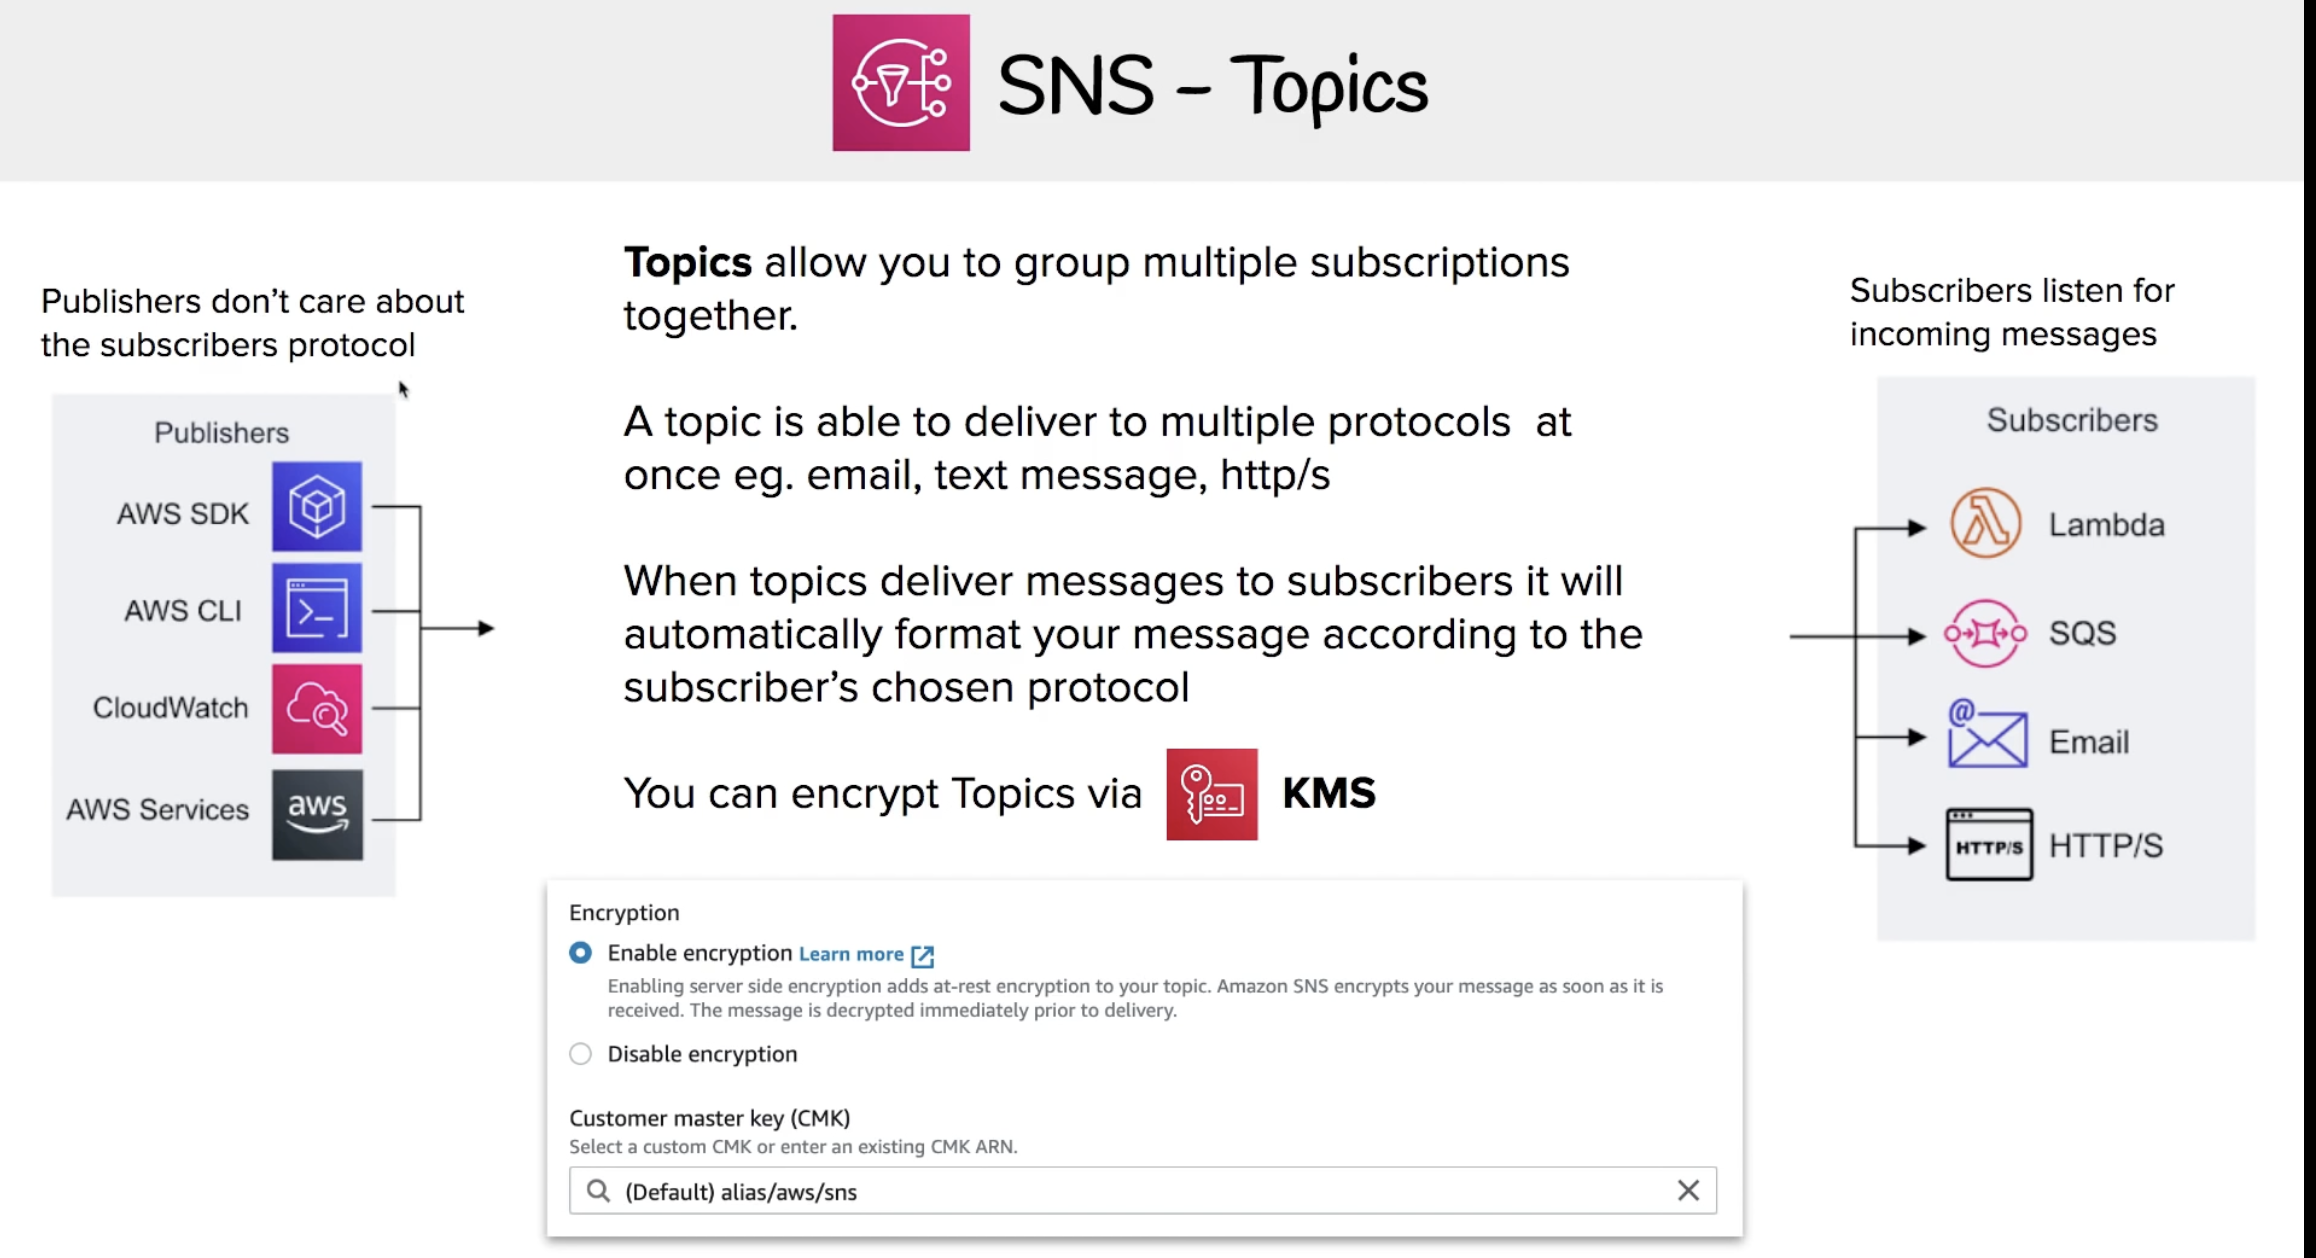 SNS – Topics
Publishers don't care about
the subscribers protocol
Publishers
AWS SDK
AWS CLI
CloudWatch
AWS Services
aws
Topics allow you to group multiple subscriptions
together.
A topic is able to deliver to multiple protocols  at
once eg. email, text message, http/s
When topics deliver messages to subscribers it will
automatically format your message according to the
subscriber's chosen protocol
You can encrypt Topics via KMS
Encryption
Enable encryption Learn more
Enabling server side encryption adds at-rest encryption to your topic. Amazon SNS encrypts your message as soon as it is
received. The message is decrypted immediately prior to delivery.
Disable encryption
Customer master key (CMK)
Select a custom CMK or enter an existing CMK ARN.
(Default) alias/aws/sns
Subscribers listen for
incoming messages
Subscribers
Lambda
SQS
@
Email
HTTP/S
HTTP/S